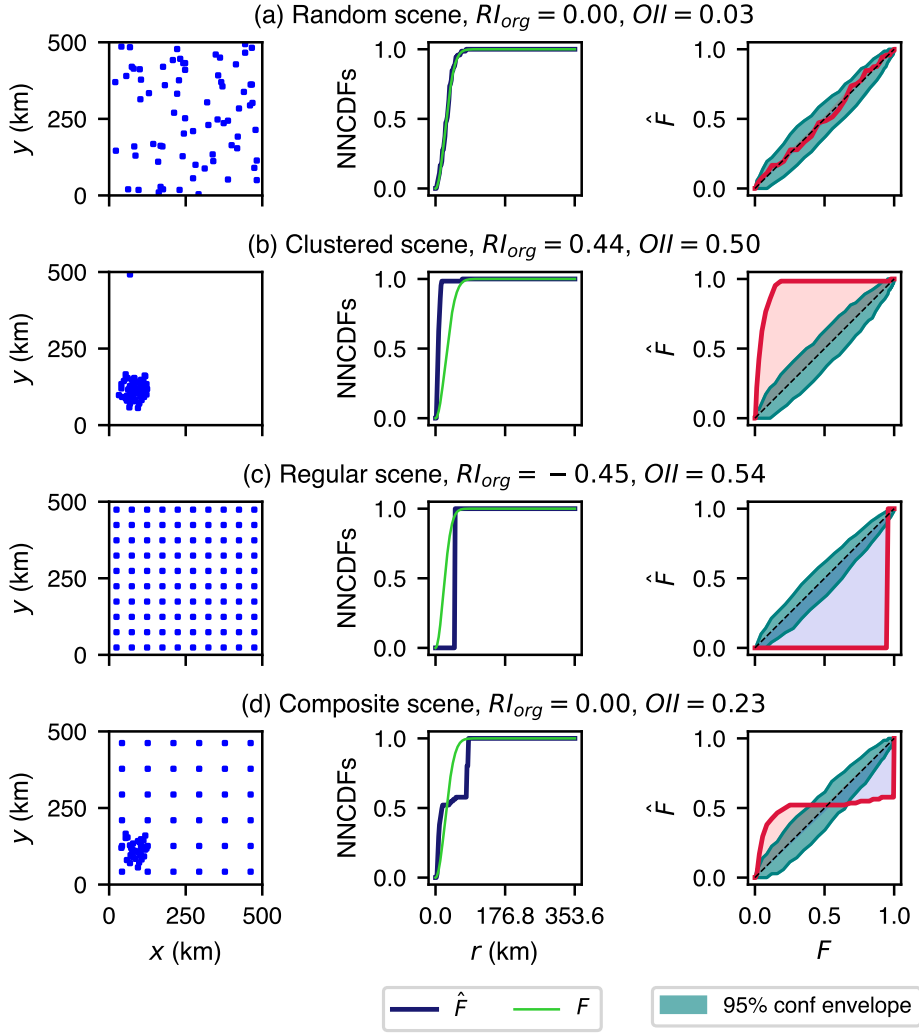 (a) Random scene, RI_org = 0.00, OII = 0.03
500
250
0
y (km)
1.0
0.5
0.0
NNCDFs
1.0
0.5
0.0
F̂
(b) Clustered scene, RI_org = 0.44, OII = 0.50
500
250
0
y (km)
1.0
0.5
0.0
NNCDFs
1.0
0.5
0.0
F̂
(c) Regular scene, RI_org = − 0.45, OII = 0.54
500
250
0
y (km)
1.0
0.5
0.0
NNCDFs
1.0
0.5
0.0
F̂
(d) Composite scene, RI_org = 0.00, OII = 0.23
500
250
0
y (km)
1.0
0.5
0.0
NNCDFs
1.0
0.5
0.0
F̂
0 250 500
x (km)
0.0 176.8 353.6
r (km)
0.0 0.5 1.0
F
F̂ F
95% conf envelope